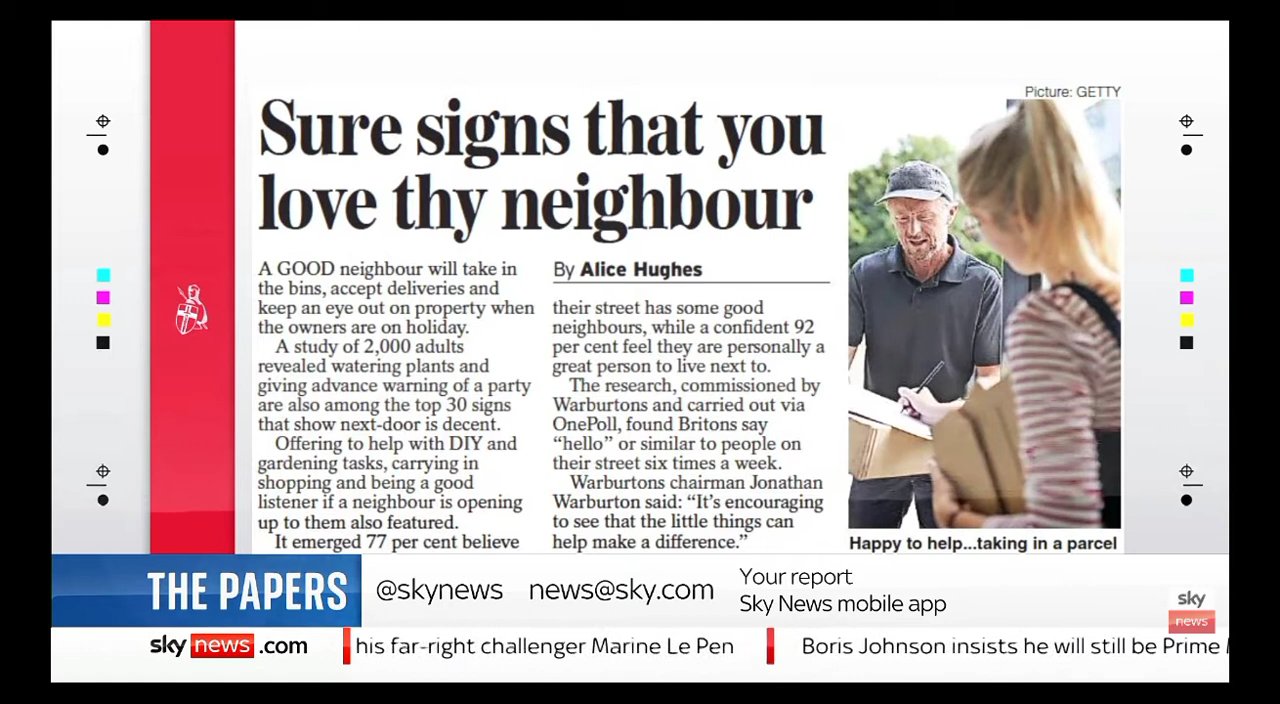 Picture: GETTY
Sure signs that you
love thy neighbour
A GOOD neighbour will take in
the bins, accept deliveries and
keep an eye out on property when
the owners are on holiday.
A study of 2,000 adults
revealed watering plants and
giving advance warning of a party
are also among the top 30 signs
that show next-door is decent.
Offering to help with DIY and
gardening tasks, carrying in
shopping and being a good
listener if a neighbour is opening
up to them also featured.
It emerged 77 per cent believe
By Alice Hughes
their street has some good
neighbours, while a confident 92
per cent feel they are personally a
great person to live next to.
The research, commissioned by
Warburtons and carried out via
OnePoll, found Britons say
“hello” or similar to people on
their street six times a week.
Warburtons chairman Jonathan
Warburton said: “It’s encouraging
to see that the little things can
help make a difference.”
Happy to help...taking in a parcel
THE PAPERS
@skynews news@sky.com
Your report
Sky News mobile app
sky
news
sky news .com
his far-right challenger Marine Le Pen
Boris Johnson insists he will still be Prime